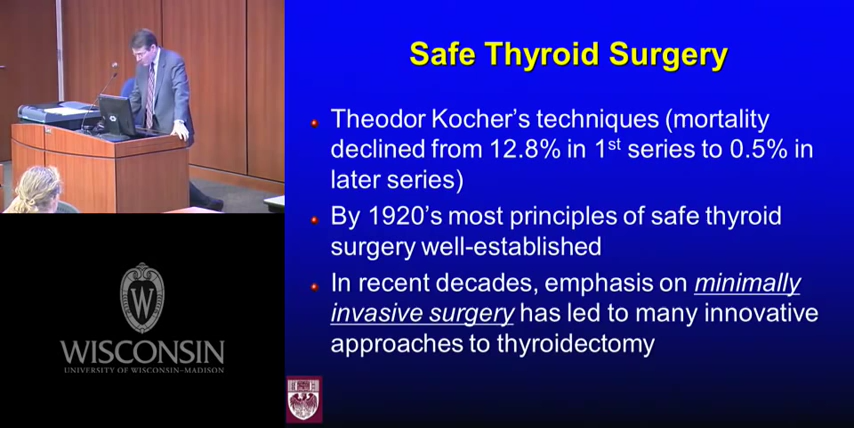 Safe Thyroid Surgery
Theodor Kocher's techniques (mortality
declined from 12.8% in 1st series to 0.5% in
later series)
By 1920's most principles of safe thyroid
surgery well-established
In recent decades, emphasis on minimally
invasive surgery has led to many innovative
approaches to thyroidectomy
W
WISCONSIN
UNIVERSITY OF WISCONSIN–MADISON